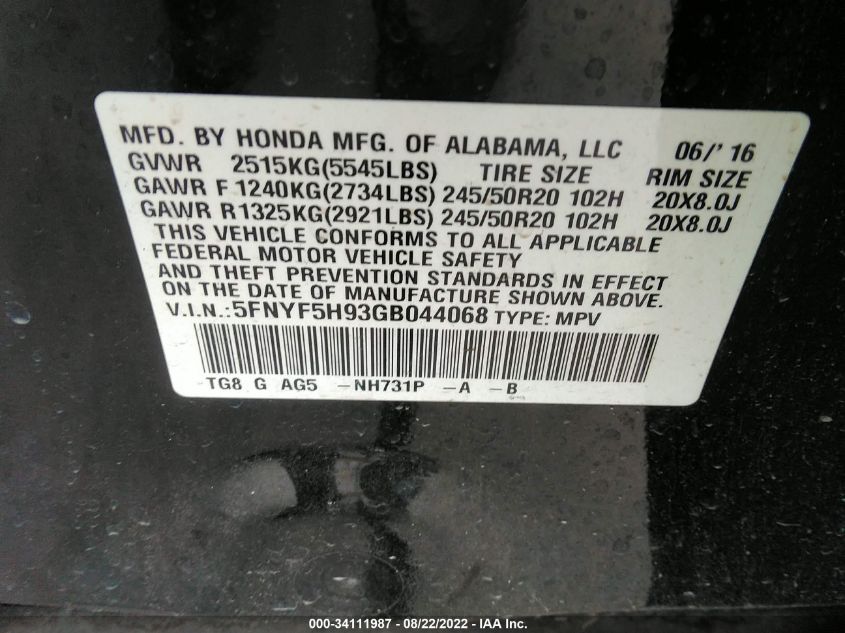 MFD. BY HONDA MFG. OF ALABAMA, LLC 06/' 16
GVWR 2515KG(5545LBS) TIRE SIZE RIM SIZE
GAWR F 1240KG(2734LBS) 245/50R20 102H 20X8.0J
GAWR R1325KG(2921LBS) 245/50R20 102H 20X8.0J
THIS VEHICLE CONFORMS TO ALL APPLICABLE
FEDERAL MOTOR VEHICLE SAFETY
AND THEFT PREVENTION STANDARDS IN EFFECT
ON THE DATE OF MANUFACTURE SHOWN ABOVE.
V.I.N.:5FNYF5H93GB044068 TYPE: MPV
-TG8 G AG5 -NH731P -A -B
000-34111987 - 08/22/2022 - IAA Inc.